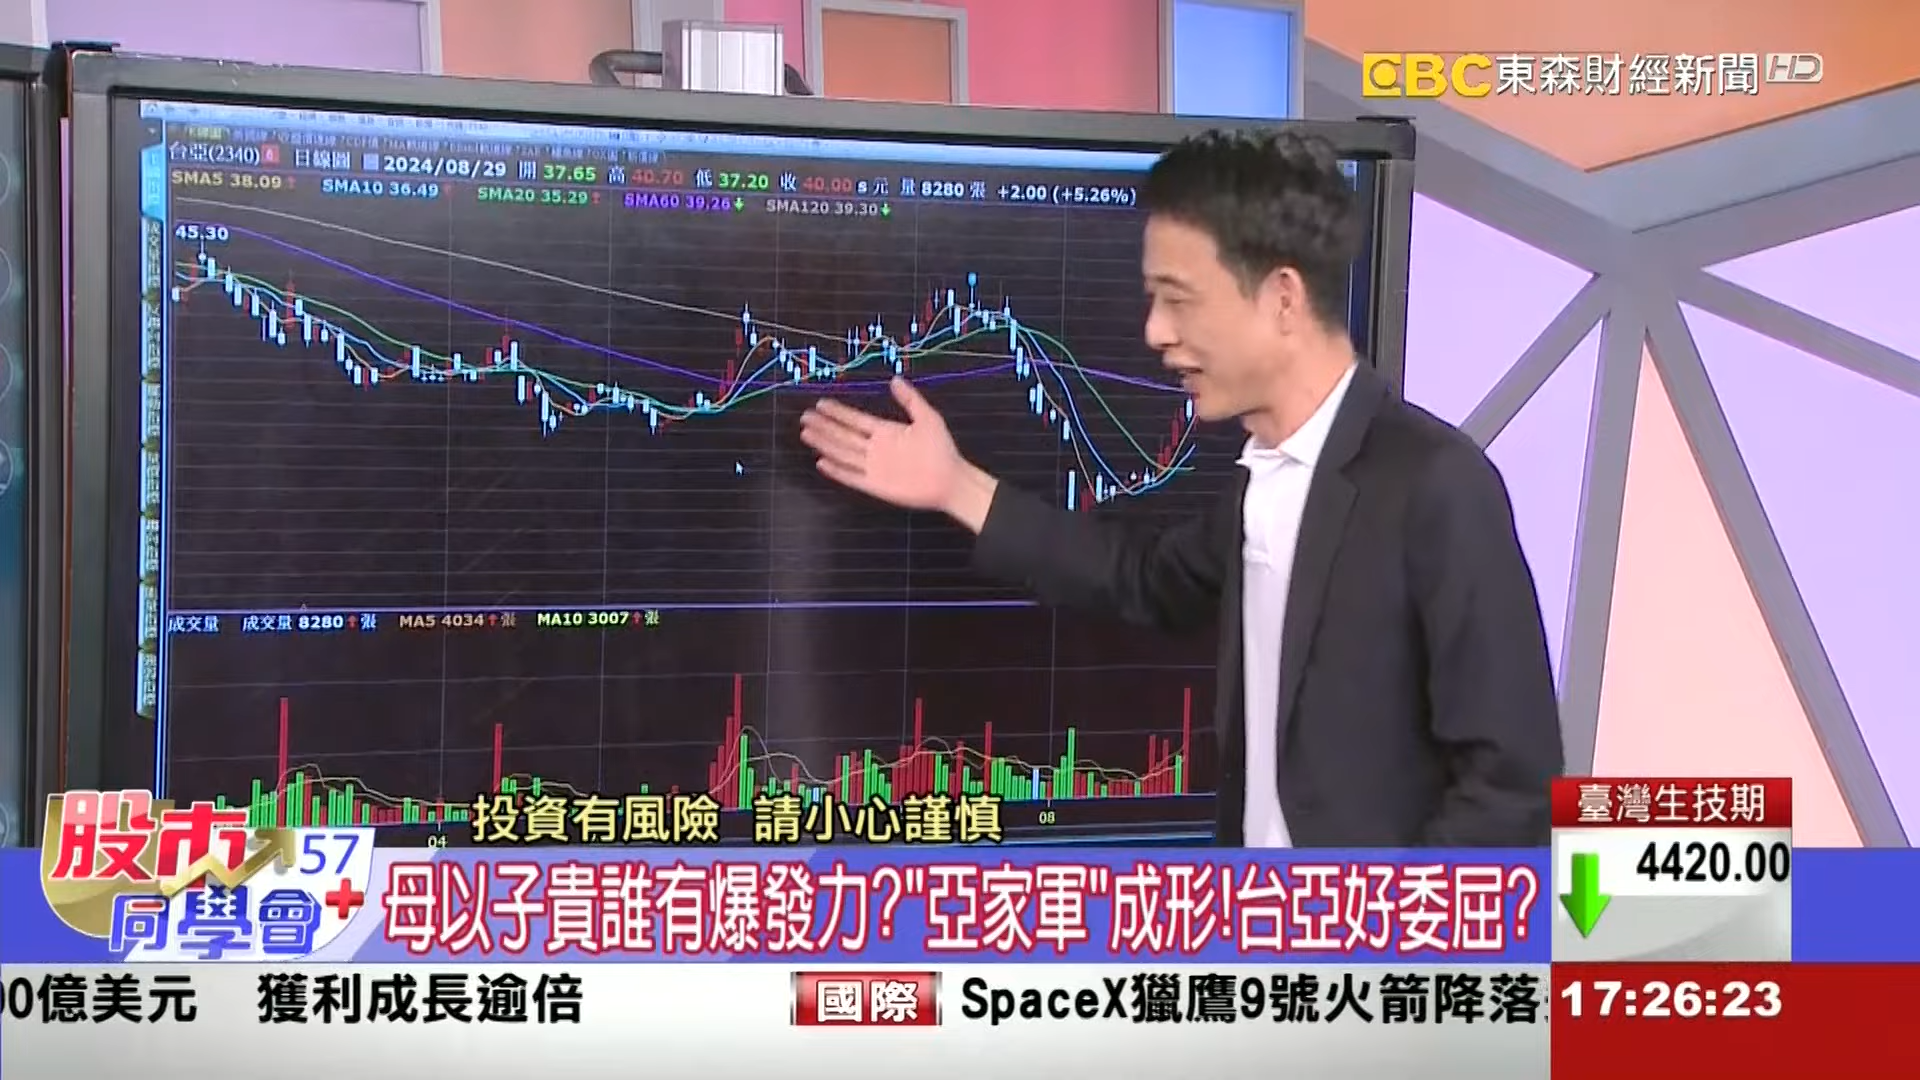 EBC東森財經新聞HD
台亞(2340) 日線圖 2024/08/29 開 37.65 高 40.70 低 37.20 收 40.00 s 元 量 8280 張 +2.00 (+5.26%)
SMA5 38.09↑ SMA10 36.49↑ SMA20 35.29↑ SMA60 39.26↓ SMA120 39.30↓
45.30
成交量 成交量 8280↑張 MA5 4034↑張 MA10 3007↑張
04
08
投資有風險 請小心謹慎
股市
同學會
57
+
母以子貴誰有爆發力?"亞家軍"成形!台亞好委屈?
臺灣生技期
4420.00
0億美元 獲利成長逾倍 國際 SpaceX獵鷹9號火箭降落
17:26:23